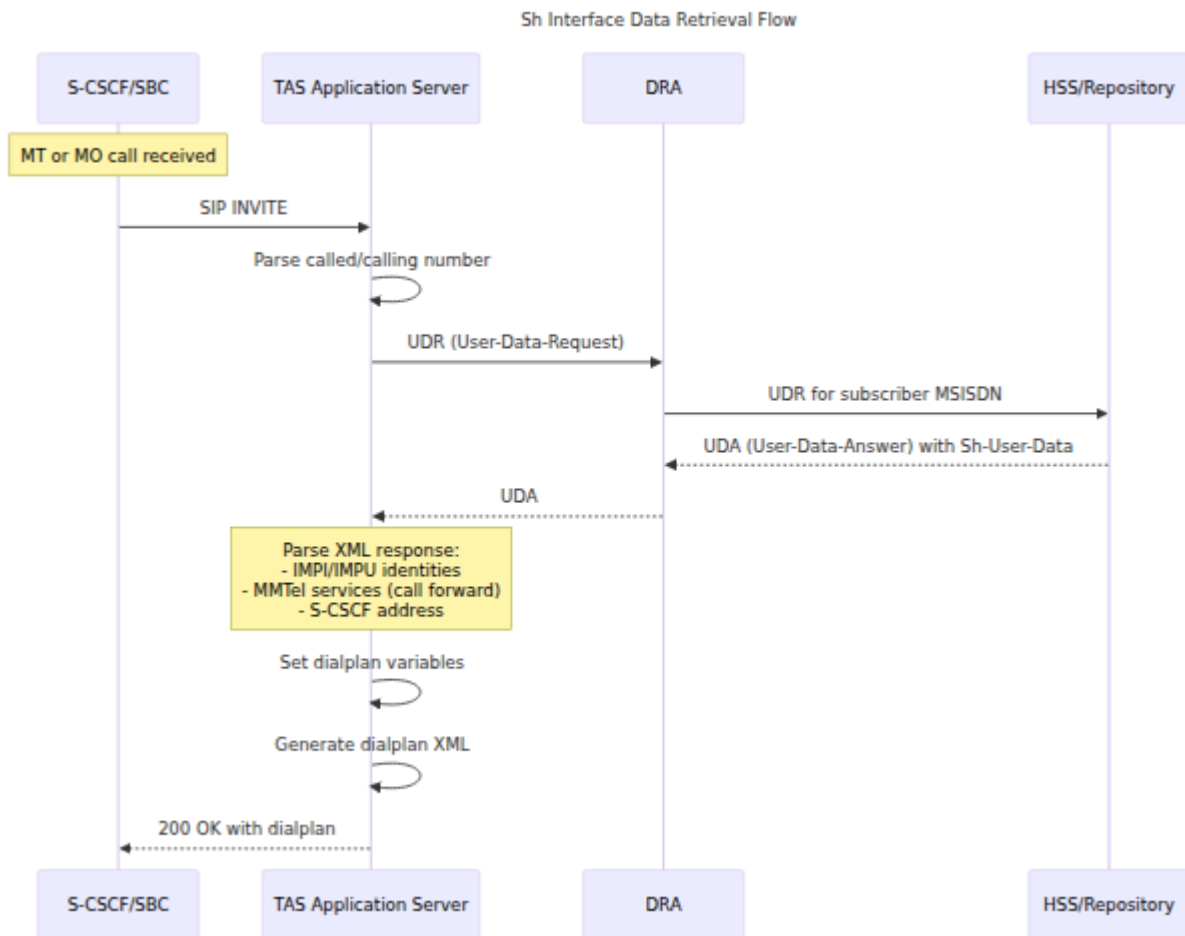 Sh Interface Data Retrieval Flow
S-CSCF/SBC
TAS Application Server
DRA
HSS/Repository
MT or MO call received
SIP INVITE
Parse called/calling number
UDR (User-Data-Request)
UDR for subscriber MSISDN
UDA (User-Data-Answer) with Sh-User-Data
UDA
Parse XML response:
- IMPI/IMPU identities
- MMTel services (call forward)
- S-CSCF address
Set dialplan variables
Generate dialplan XML
200 OK with dialplan
S-CSCF/SBC
TAS Application Server
DRA
HSS/Repository